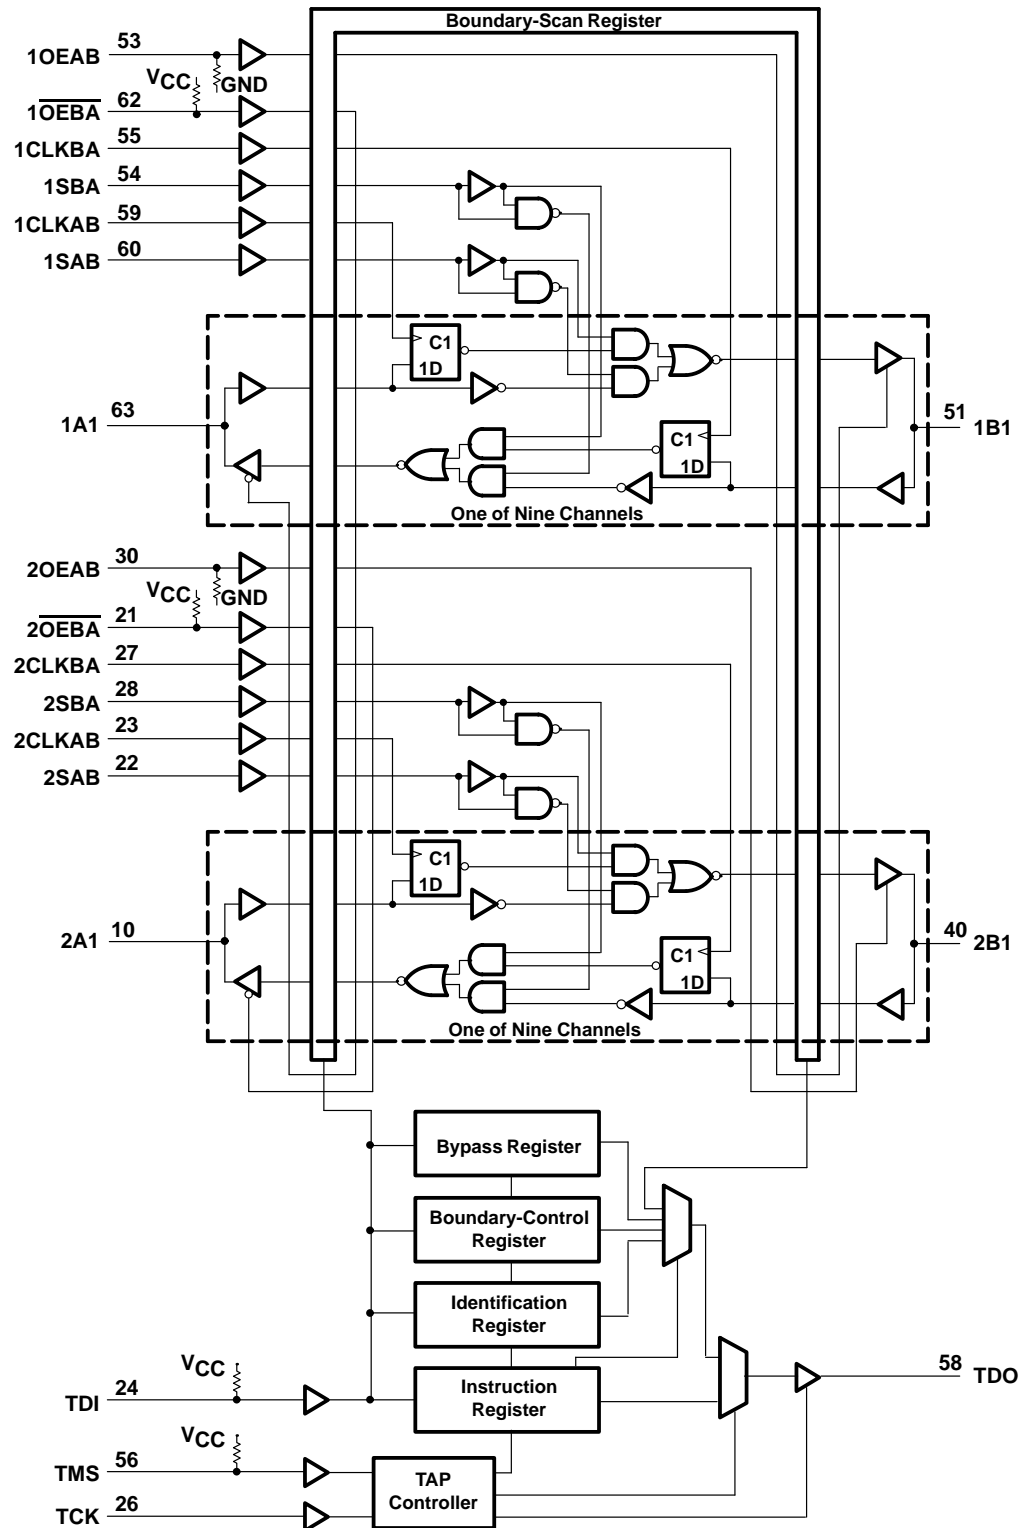 Boundary-Scan Register
1OEAB 53
VCC GND
1OEBA 62
1CLKBA 55
1SBA 54
1CLKAB 59
1SAB 60
C1
1D
1A1 63
51 1B1
C1
1D
One of Nine Channels
2OEAB 30
VCC GND
2OEBA 21
2CLKBA 27
2SBA 28
2CLKAB 23
2SAB 22
C1
1D
2A1 10
40 2B1
C1
1D
One of Nine Channels
Bypass Register
Boundary-Control
Register
Identification
Register
VCC
TDI 24
Instruction
Register
58 TDO
VCC
TMS 56
TAP
Controller
TCK 26